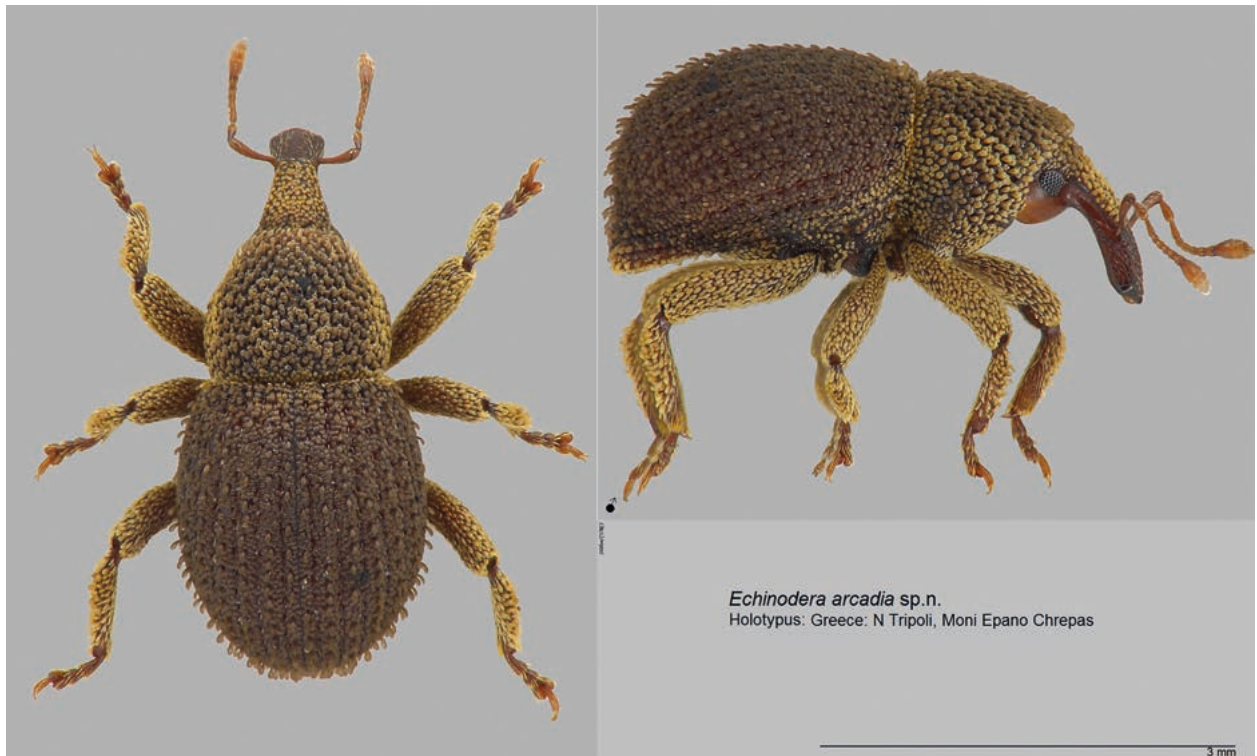 Echinodera arcadia sp.n.
Holotypus: Greece: N Tripoli, Moni Epano Chrepas
3 mm